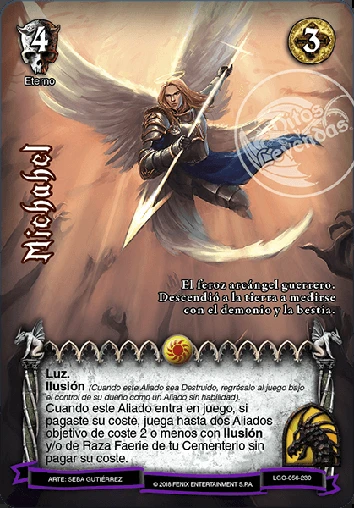 4
3
Eterno
Mitos
Leyendas
Michahel
El feroz arcángel guerrero.
Descendió a la tierra a medirse
con el demonio y la bestia.
Luz.
Ilusión (Cuando este Aliado sea Destruido, regrésalo al juego bajo
el control de su dueño como un Aliado sin habilidad).
Cuando este Aliado entra en juego, si
pagaste su coste, juega hasta dos Aliados
objetivo de coste 2 o menos con Ilusión
y/o de Raza Faerie de tu Cementerio sin
pagar su coste.
ARTE: SEBA GUTIÉRREZ
© 2018 FENIX ENTERTAINMENT S.P.A